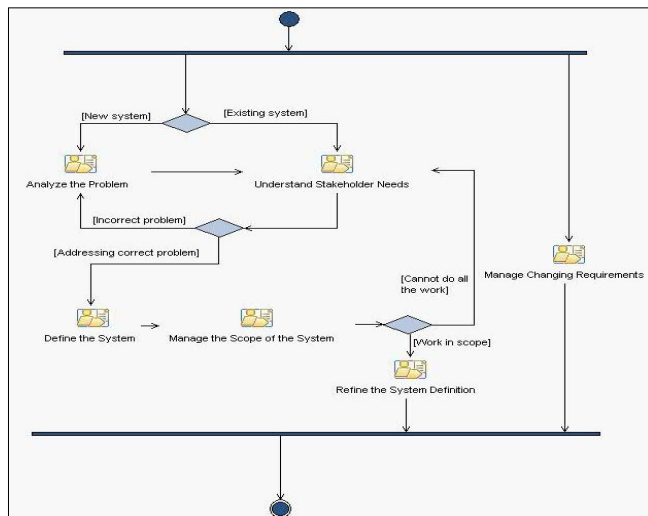 [New system]
[Existing system]
Analyze the Problem
Understand Stakeholder Needs
[Incorrect problem]
[Addressing correct problem]
Manage Changing Requirements
[Cannot do all
the work]
Define the System
Manage the Scope of the System
[Work in scope]
Refine the System Definition